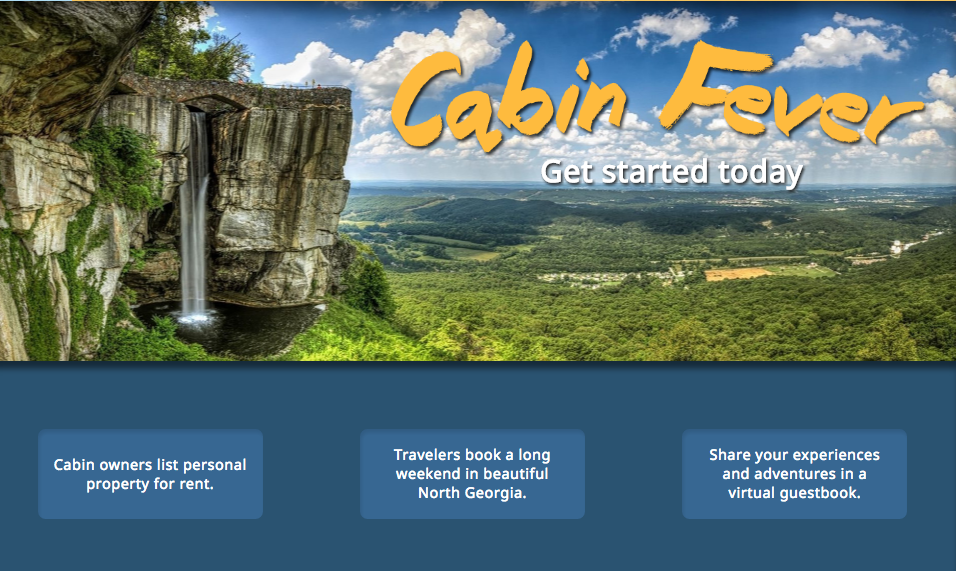 Cabin Fever
Get started today
Cabin owners list personal
property for rent.
Travelers book a long
weekend in beautiful
North Georgia.
Share your experiences
and adventures in a
virtual guestbook.